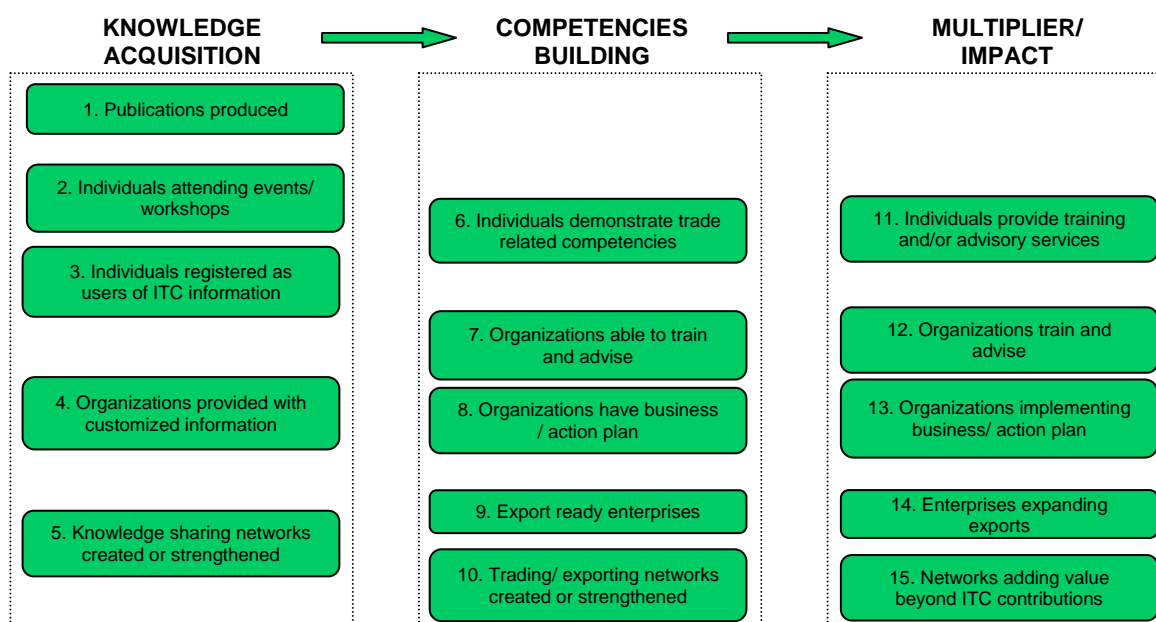 KNOWLEDGE
ACQUISITION
COMPETENCIES
BUILDING
MULTIPLIER/
IMPACT
1. Publications produced
2. Individuals attending events/
workshops
3. Individuals registered as
users of ITC information
4. Organizations provided with
customized information
5. Knowledge sharing networks
created or strengthened
6. Individuals demonstrate trade
related competencies
7. Organizations able to train
and advise
8. Organizations have business
/ action plan
9. Export ready enterprises
10. Trading/ exporting networks
created or strengthened
11. Individuals provide training
and/or advisory services
12. Organizations train and
advise
13. Organizations implementing
business/ action plan
14. Enterprises expanding
exports
15. Networks adding value
beyond ITC contributions